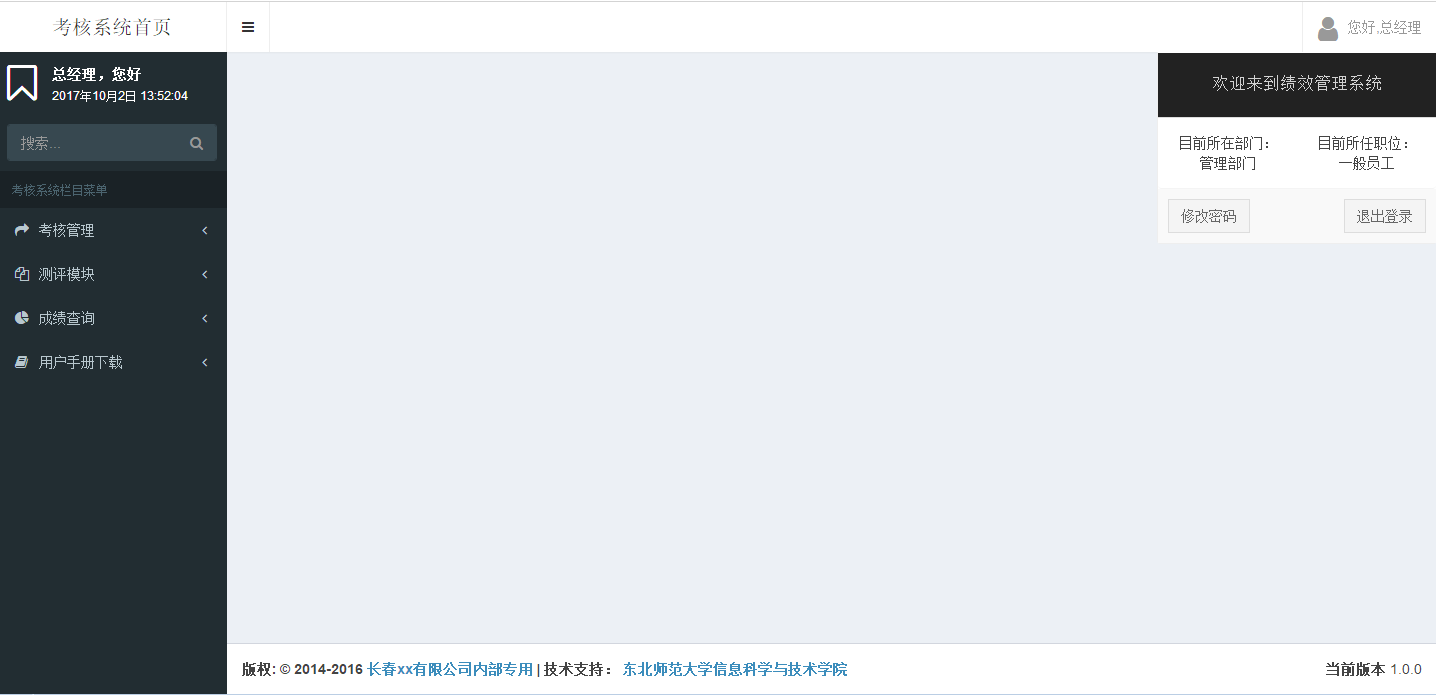 考核系统首页
您好,总经理
总经理，您好
2017年10月2日 13:52:04
搜索...
考核系统栏目菜单
考核管理
测评模块
成绩查询
用户手册下载
欢迎来到绩效管理系统
目前所在部门：
管理部门
目前所任职位：
一般员工
修改密码
退出登录
版权: © 2014-2016 长春xx有限公司内部专用 | 技术支持： 东北师范大学信息科学与技术学院
当前版本 1.0.0